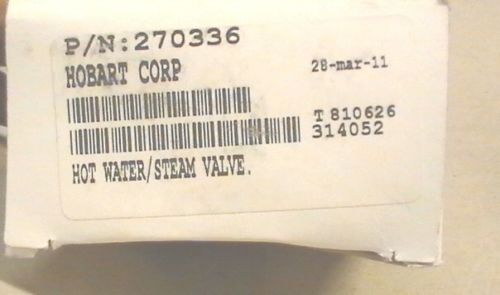 P/N:270336
HOBART CORP
28-mar-11
T 810626
314052
HOT WATER/STEAM VALVE.